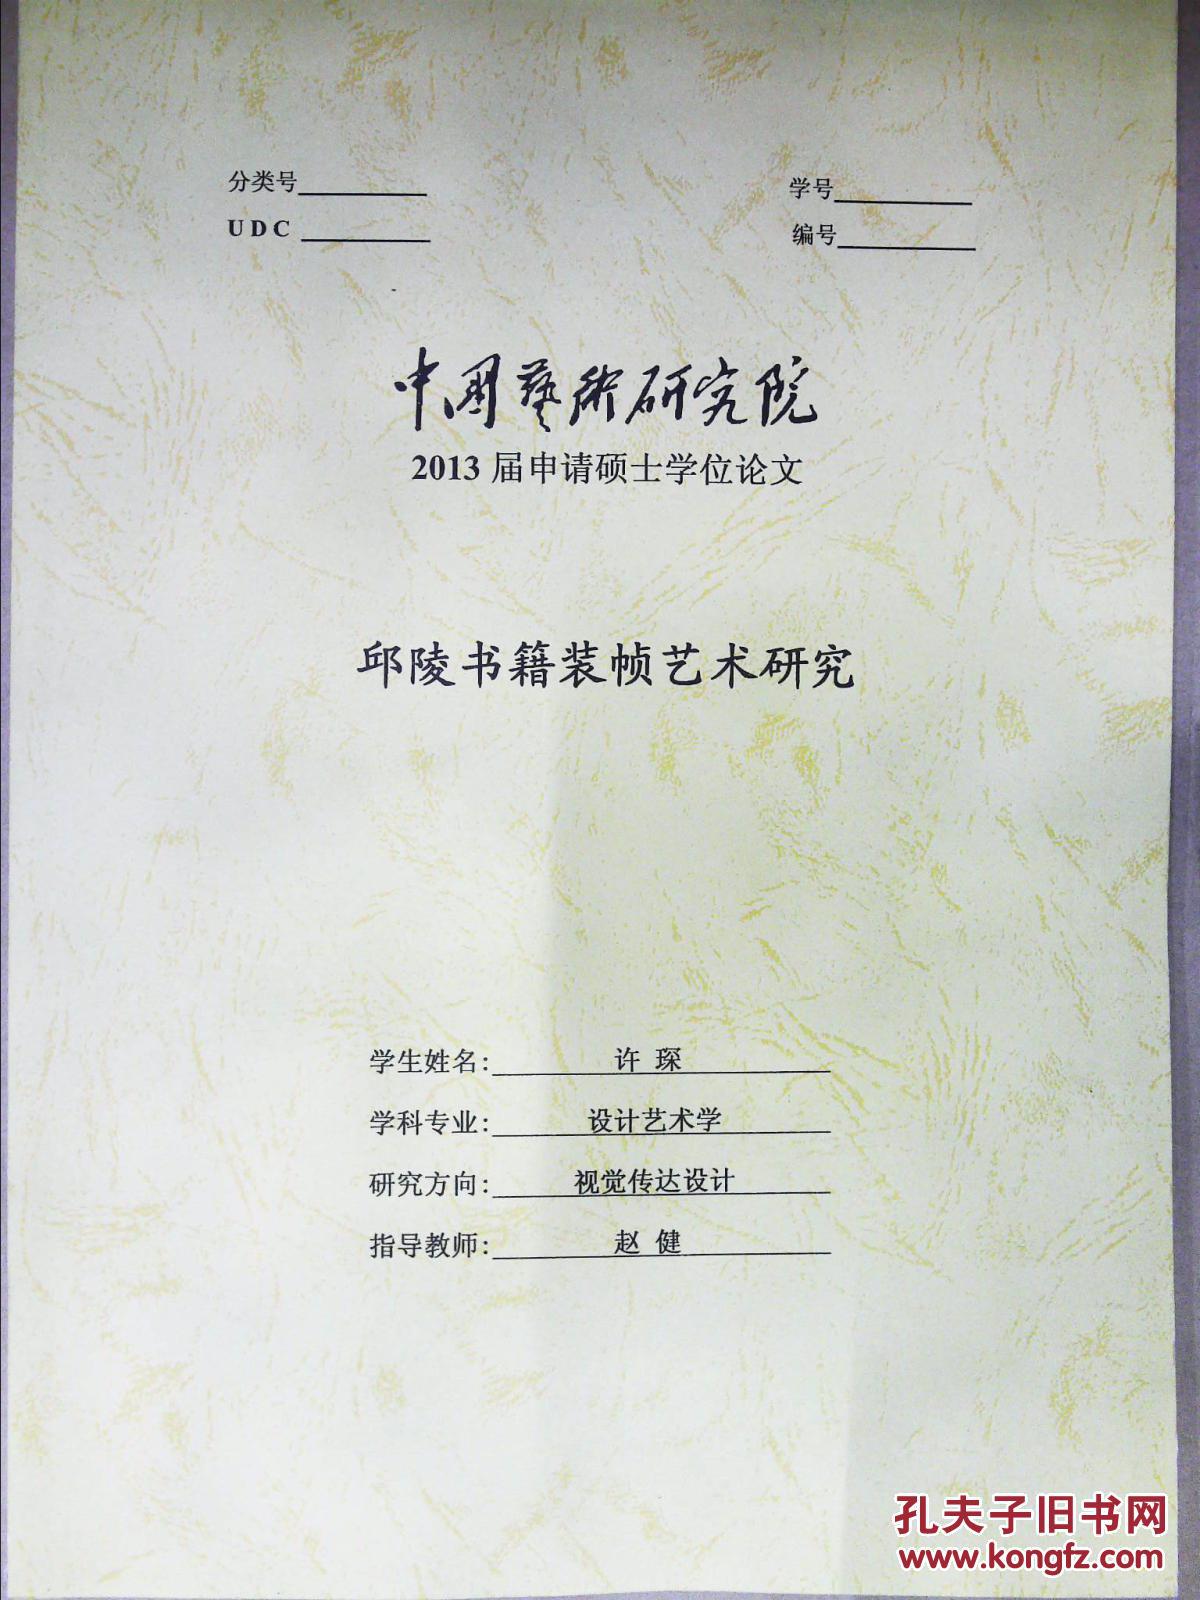 分类号 学号
UDC 编号
中国藝術研究院
2013 届申请硕士学位论文
邱陵书籍装帧艺术研究
学生姓名: 许 琛
学科专业: 设计艺术学
研究方向: 视觉传达设计
指导教师: 赵 健
孔夫子旧书网
www.kongfz.com